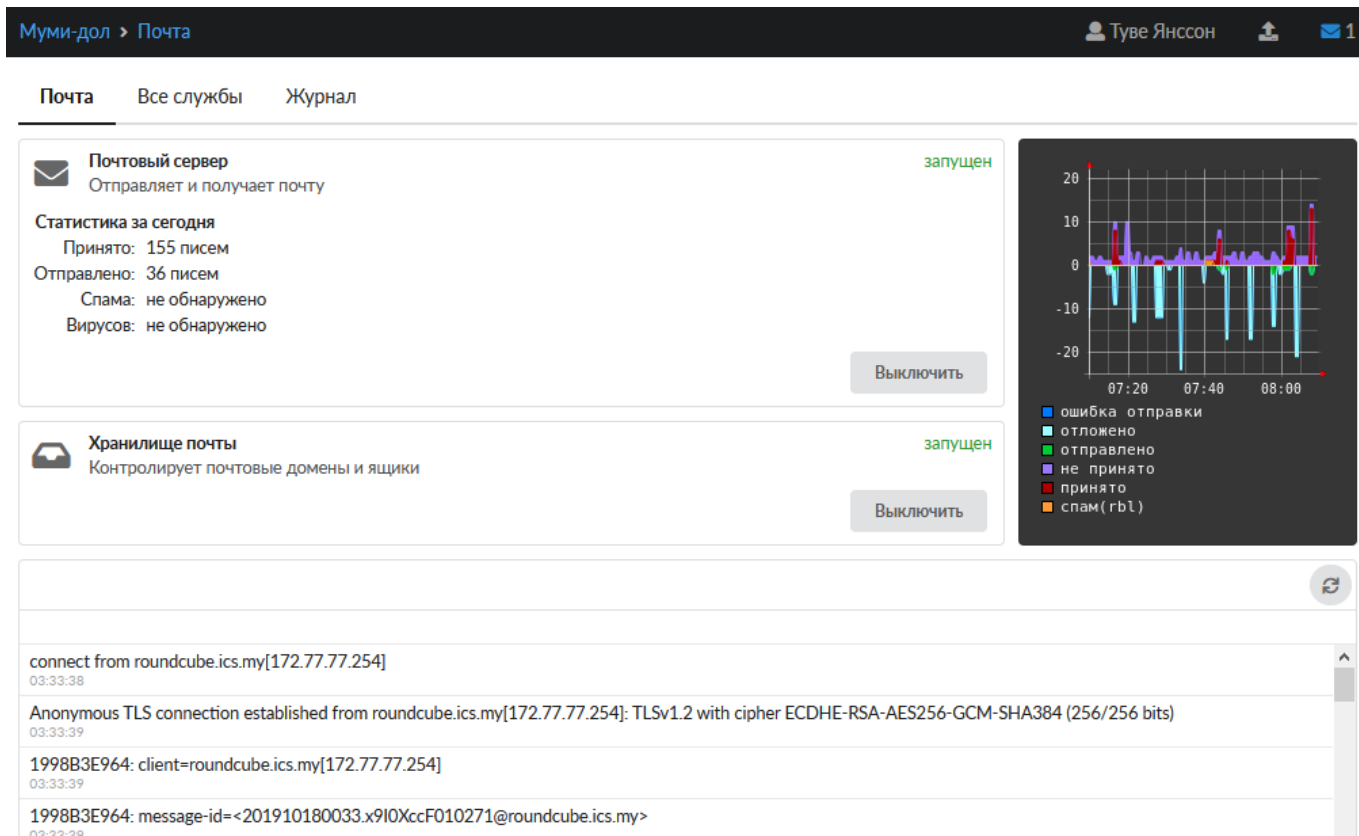 Муми-дол > Почта
Туве Янссон
1
Почта Все службы Журнал
Почтовый сервер
запущен
Отправляет и получает почту
Статистика за сегодня
Принято: 155 писем
Отправлено: 36 писем
Спама: не обнаружено
Вирусов: не обнаружено
Выключить
Хранилище почты
запущен
Контролирует почтовые домены и ящики
Выключить
20
10
0
-10
-20
07:20 07:40 08:00
ошибка отправки
отложено
отправлено
не принято
принято
спам(rbl)
connect from roundcube.ics.my[172.77.77.254]
03:33:38
Anonymous TLS connection established from roundcube.ics.my[172.77.77.254]: TLSv1.2 with cipher ECDHE-RSA-AES256-GCM-SHA384 (256/256 bits)
03:33:39
1998B3E964: client=roundcube.ics.my[172.77.77.254]
03:33:39
1998B3E964: message-id=<201910180033.x9I0XccF010271@roundcube.ics.my>
03:33:39